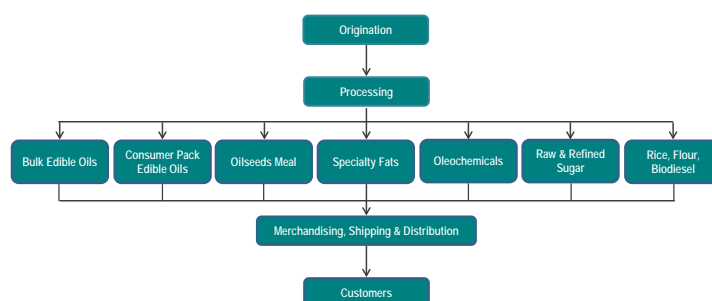 Origination
Processing
Bulk Edible Oils
Consumer Pack
Edible Oils
Oilseeds Meal
Specialty Fats
Oleochemicals
Raw & Refined
Sugar
Rice, Flour,
Biodiesel
Merchandising, Shipping & Distribution
Customers